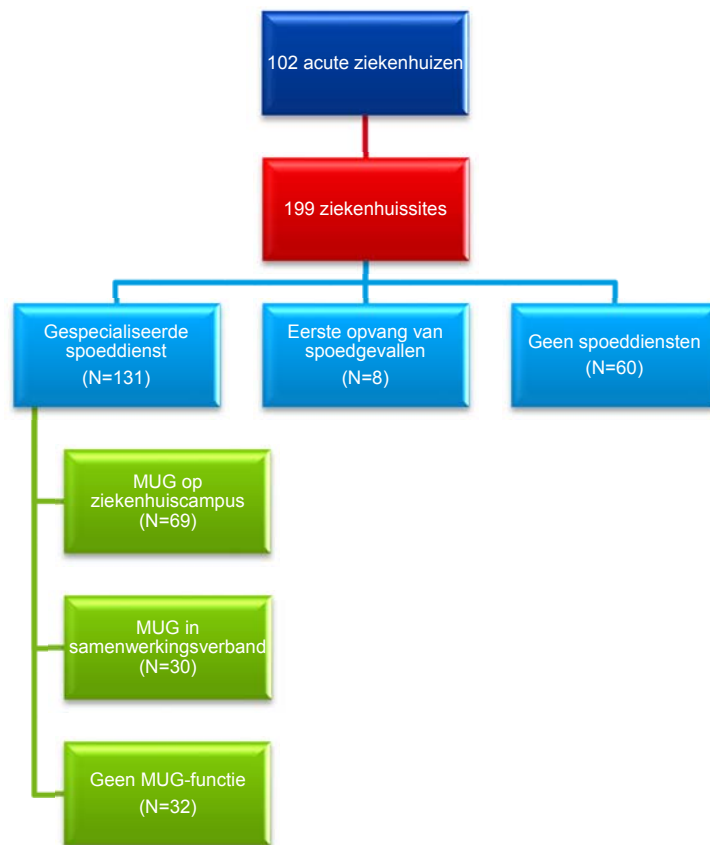 102 acute ziekenhuizen
199 ziekenhuissites
Gespecialiseerde
spoeddienst
(N=131)
Eerste opvang van
spoedgevallen
(N=8)
Geen spoeddiensten
(N=60)
MUG op
ziekenhuiscampus
(N=69)
MUG in
samenwerkingsverband
(N=30)
Geen MUG-functie
(N=32)